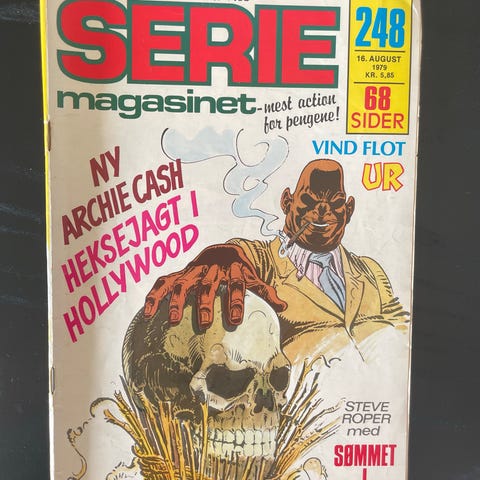 SERIE
magasinet
-mest action
for pengene!
248
16. AUGUST
1979
KR. 5,85
68
SIDER
VIND FLOT
UR
NY
ARCHIE CASH
HEKSEJAGT I
HOLLYWOOD
STEVE
ROPER
med
SØMMET